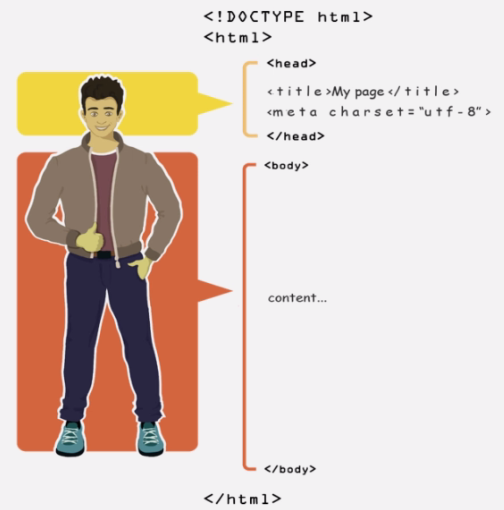 <!DOCTYPE html>
<html>
<head>
<title>My page</title>
<meta charset="utf-8">
</head>
<body>
content...
</body>
</html>